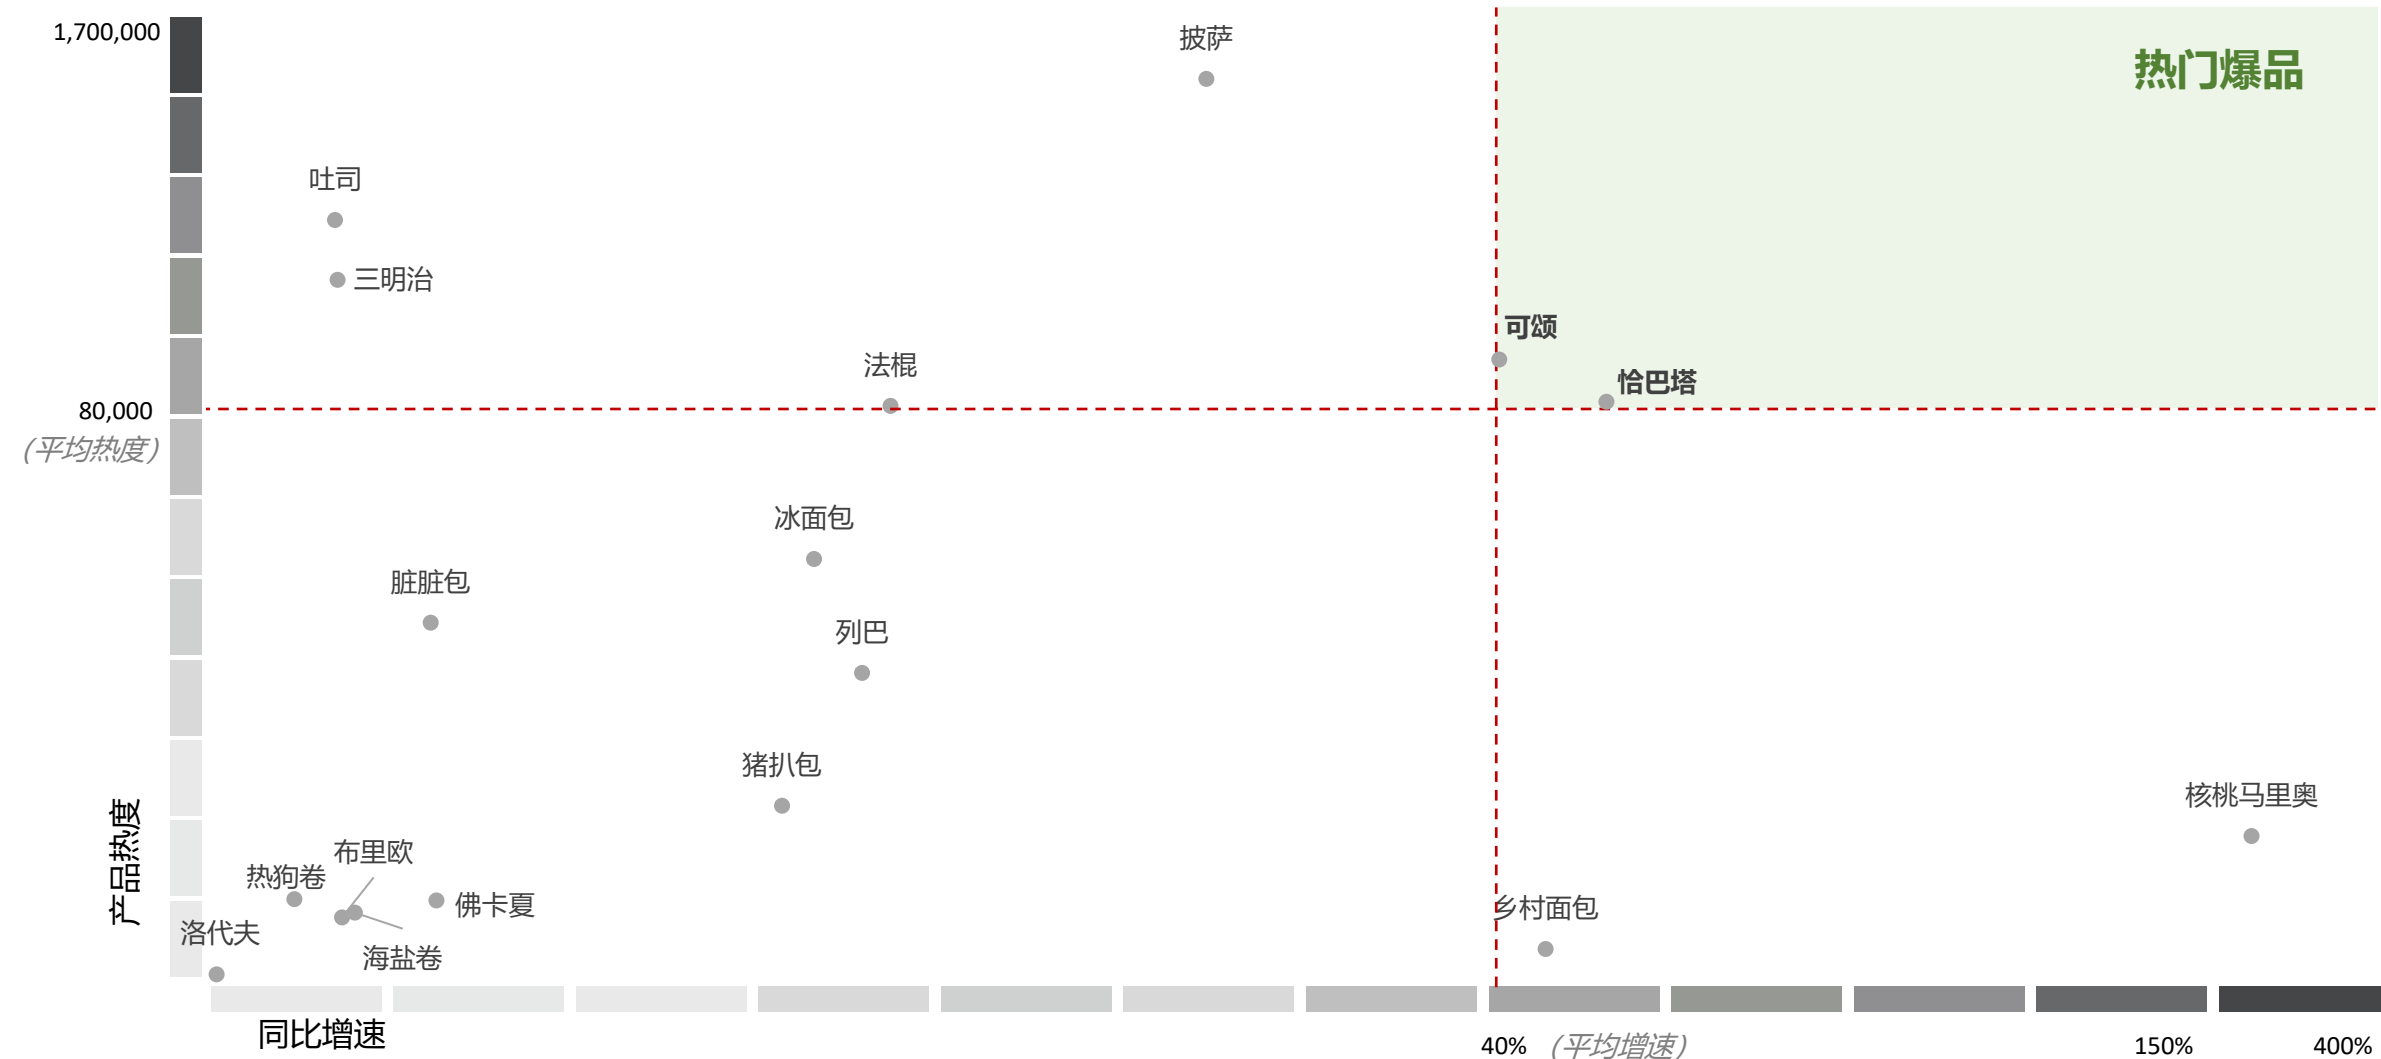 1,700,000
披萨
热门爆品
吐司
三明治
可颂
法棍
恰巴塔
80,000
（平均热度）
冰面包
脏脏包
列巴
猪扒包
核桃马里奥
产品热度
布里欧
热狗卷
佛卡夏
乡村面包
洛代夫
海盐卷
同比增速
40% （平均增速） 150% 400%